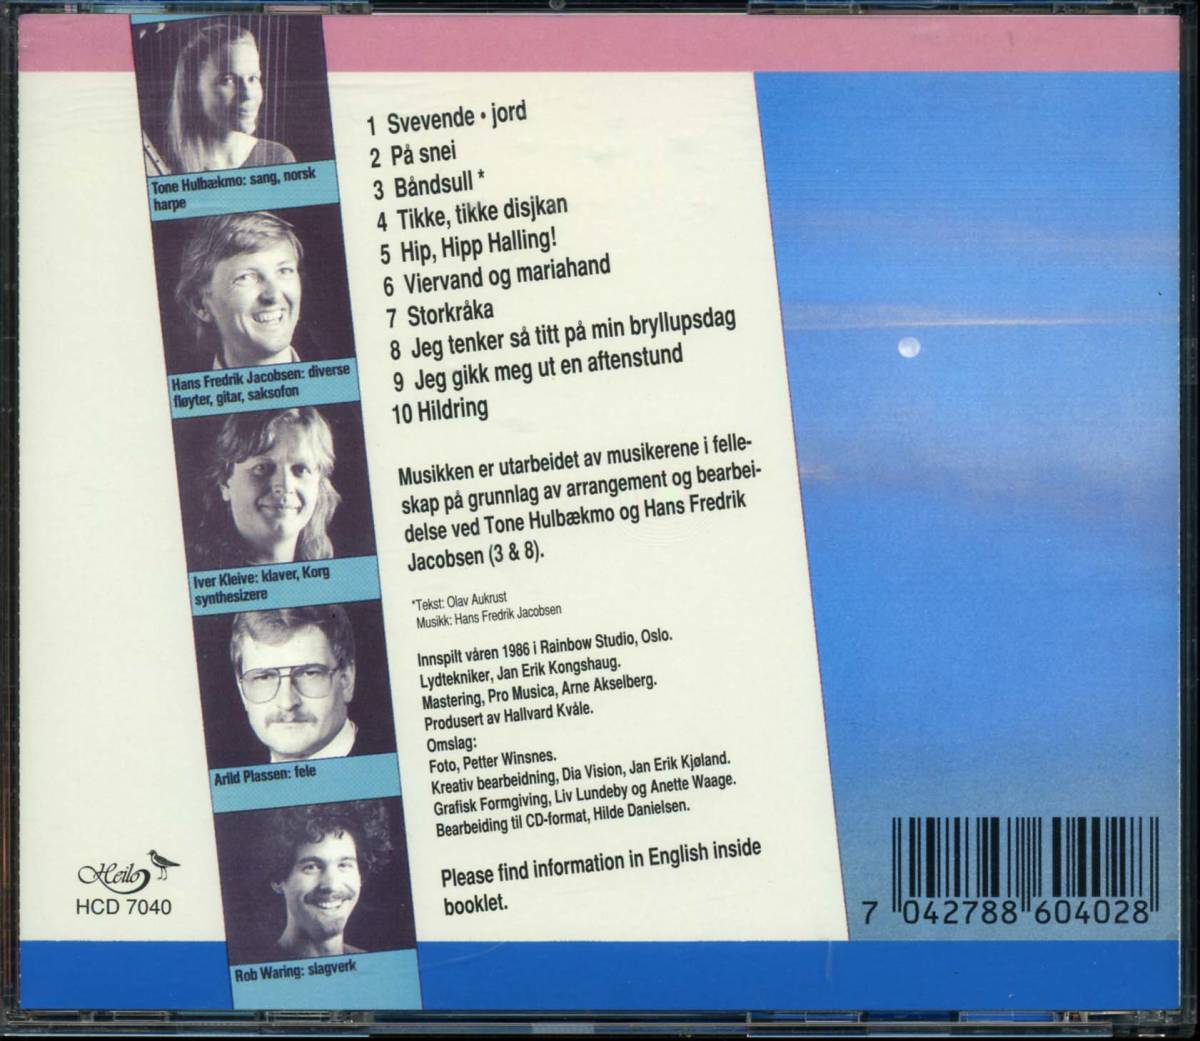 Tone Hulbækmo: sang, norsk
harpe
Hans Fredrik Jacobsen: diverse
fløyter, gitar, saksofon
Iver Kleive: klaver, Korg
synthesizere
Arild Plassen: fele
Rob Waring: slagverk
1 Svevende • jord
2 På snei
3 Båndsull *
4 Tikke, tikke disjkan
5 Hip, Hipp Halling!
6 Viervand og mariahand
7 Storkråka
8 Jeg tenker så titt på min bryllupsdag
9 Jeg gikk meg ut en aftenstund
10 Hildring
Musikken er utarbeidet av musikerene i felle-
skap på grunnlag av arrangement og bearbei-
delse ved Tone Hulbækmo og Hans Fredrik
Jacobsen (3 & 8).
*Tekst: Olav Aukrust
Musikk: Hans Fredrik Jacobsen
Innspilt våren 1986 i Rainbow Studio, Oslo.
Lydtekniker, Jan Erik Kongshaug.
Mastering, Pro Musica, Arne Akselberg.
Produsert av Hallvard Kvåle.
Omslag:
Foto, Petter Winsnes.
Kreativ bearbeidning, Dia Vision, Jan Erik Kjøland.
Grafisk Formgiving, Liv Lundeby og Anette Waage.
Bearbeiding til CD-format, Hilde Danielsen.
Please find information in English inside
booklet.
Heilo
HCD 7040
7 042788 604028